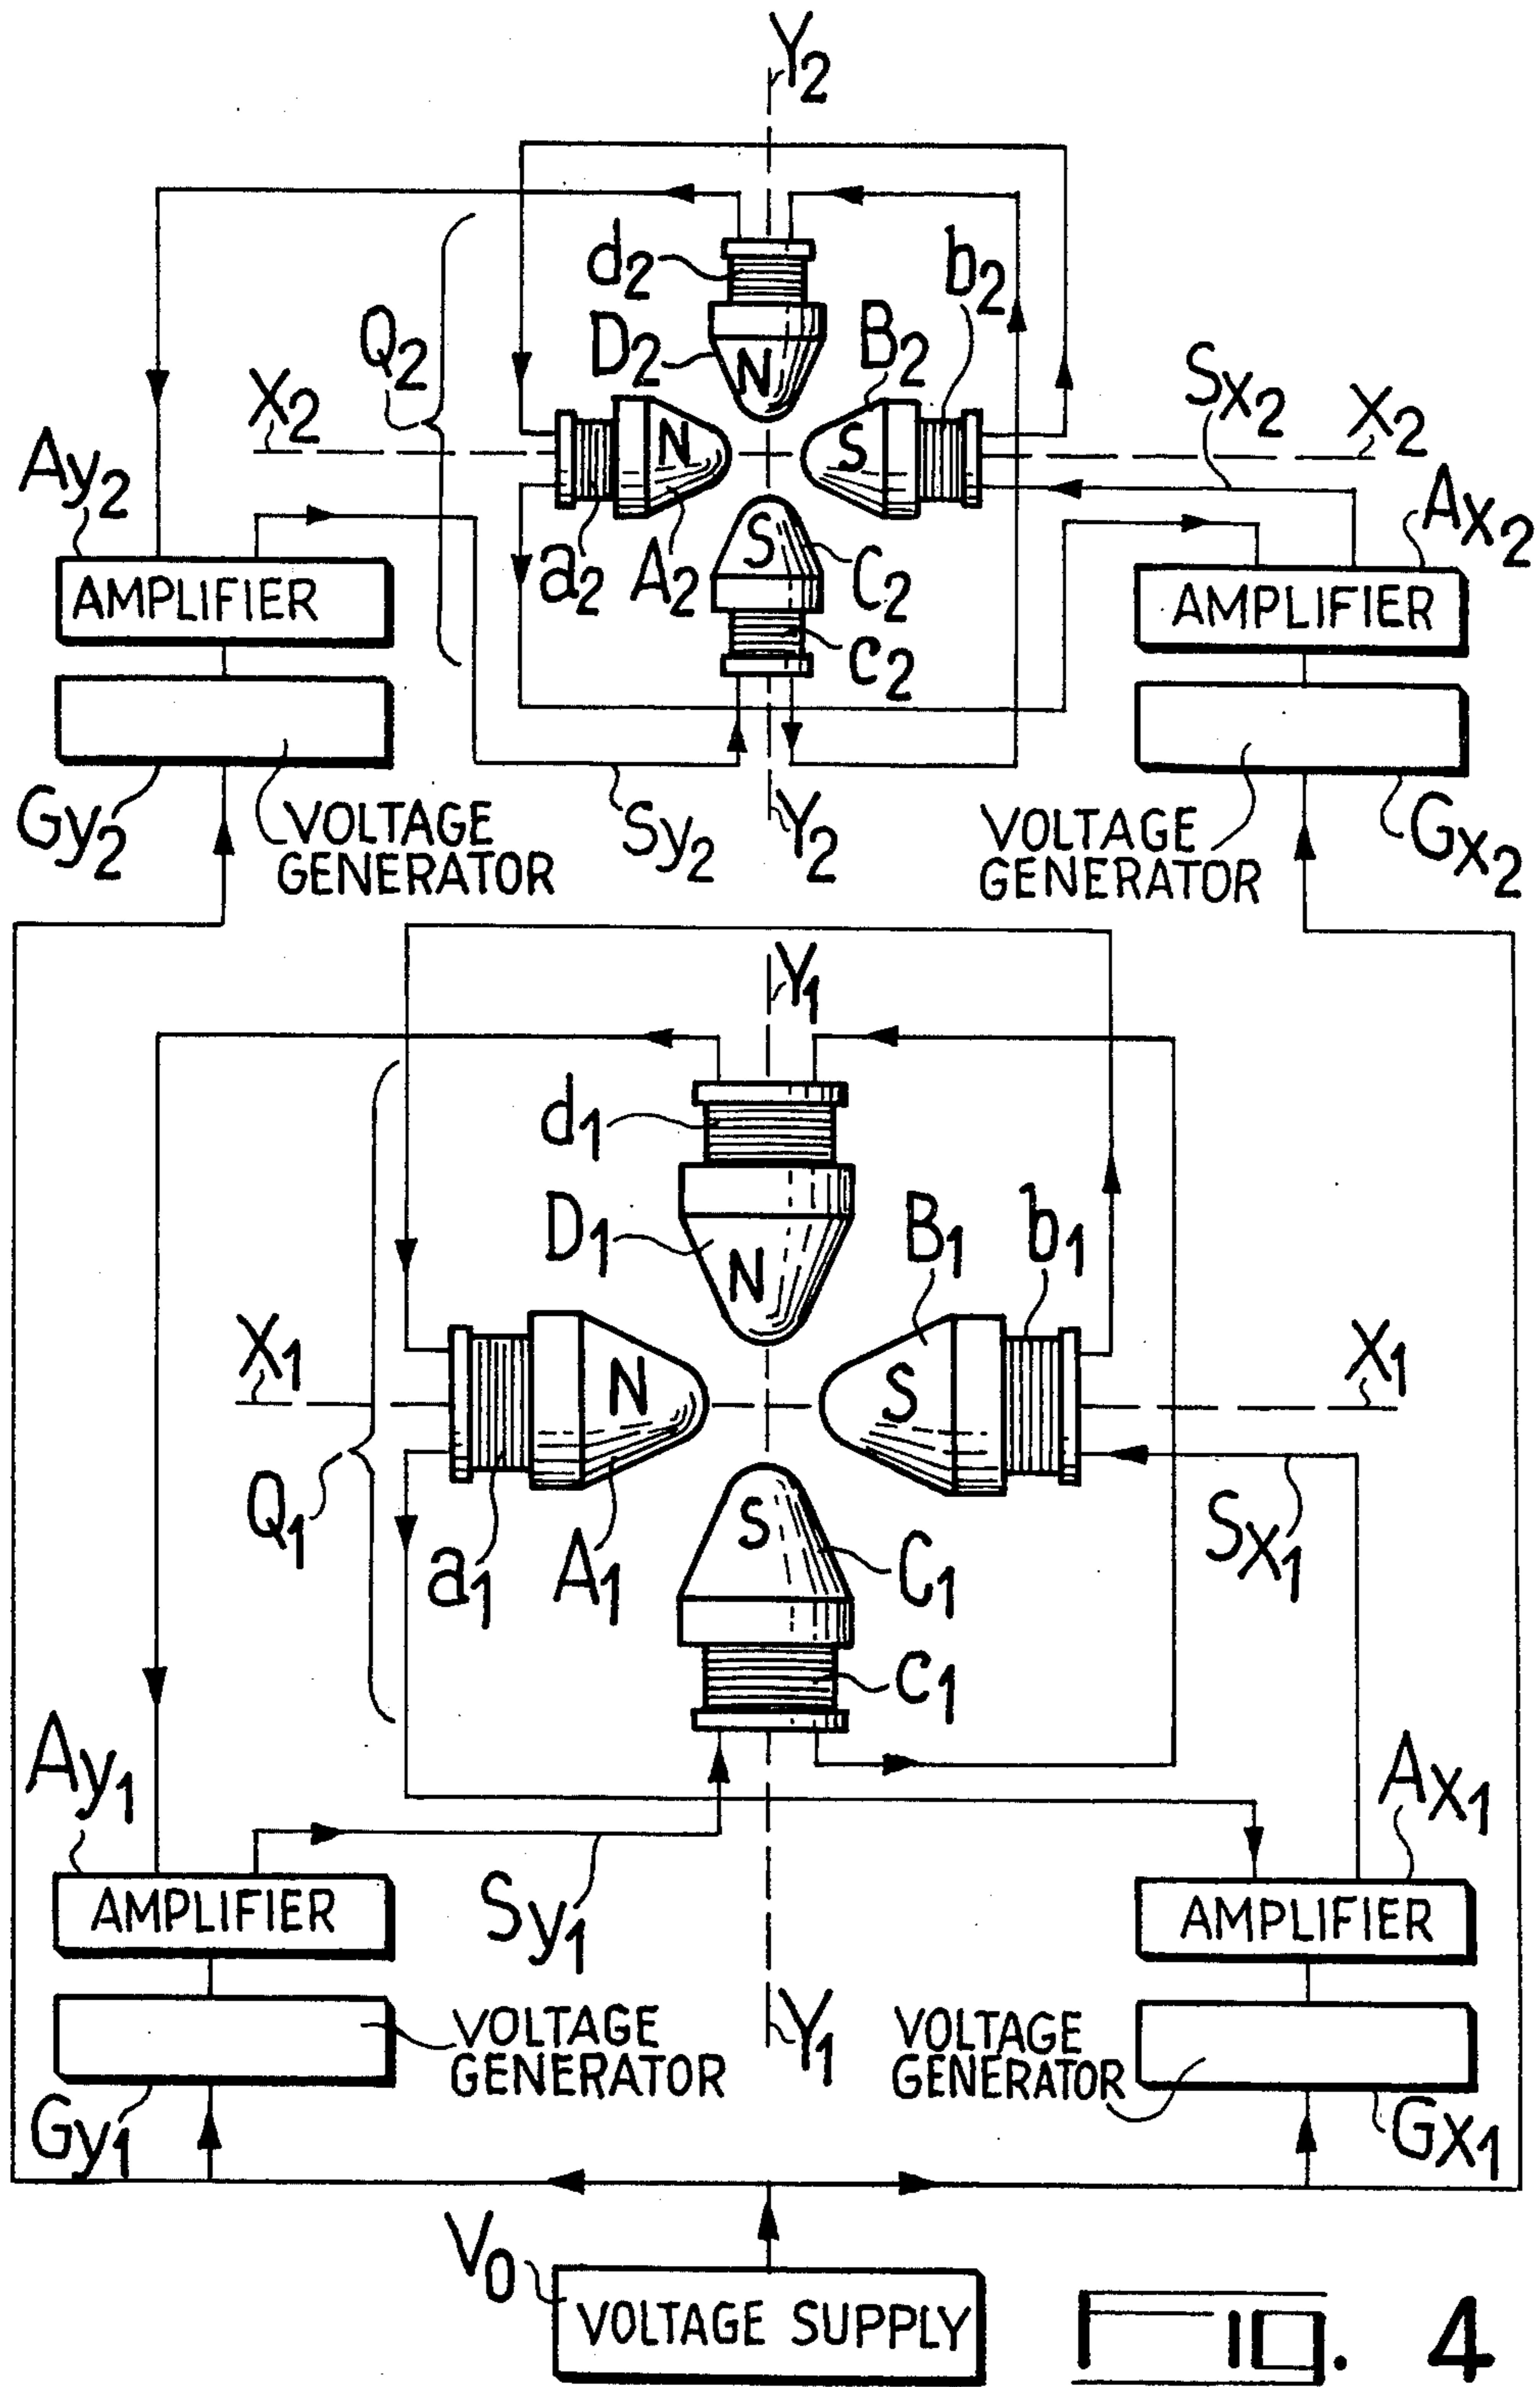 Y2
d2
b2
Q2
D2
B2
X2
N
SX2
X2
Ay2
N
S
AX2
a2
A2
S
C2
AMPLIFIER
AMPLIFIER
c2
Gy2
VOLTAGE
GENERATOR
Sy2
Y2
VOLTAGE
GENERATOR
GX2
Y1
d1
D1
B1
b1
N
X1
X1
N
S
Q1
a1
A1
S
C1
SX1
c1
Ay1
AX1
AMPLIFIER
Sy1
AMPLIFIER
VOLTAGE
GENERATOR
Y1
VOLTAGE
GENERATOR
Gy1
GX1
V0
VOLTAGE SUPPLY
FIG. 4